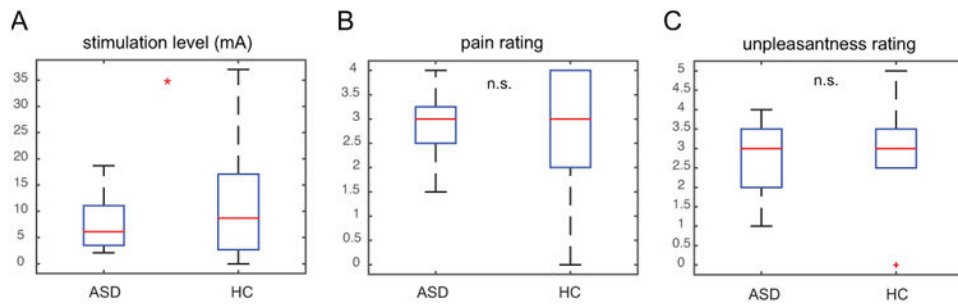 A
stimulation level (mA)
35
30
25
20
15
10
5
0
ASD HC
*
B
pain rating
4
3.5
3
2.5
2
1.5
1
0.5
0
n.s.
ASD HC
C
unpleasantness rating
5
4.5
4
3.5
3
2.5
2
1.5
1
0.5
0
n.s.
ASD HC